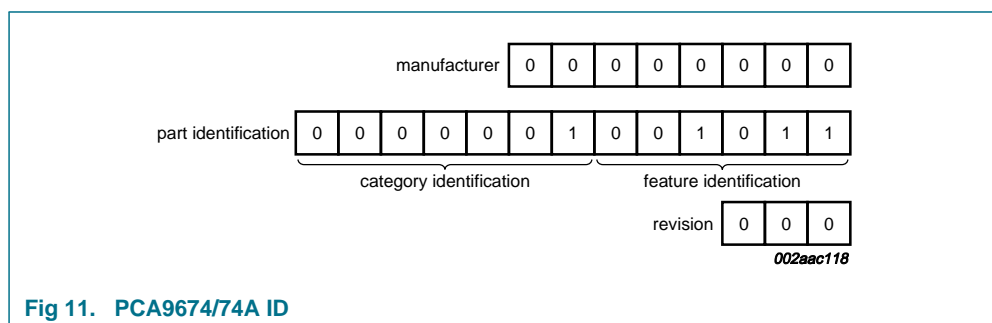 manufacturer 0 0 0 0 0 0 0 0
part identification 0 0 0 0 0 0 1 0 0 1 0 1 1
category identification feature identification
revision 0 0 0
002aac118
Fig 11. PCA9674/74A ID